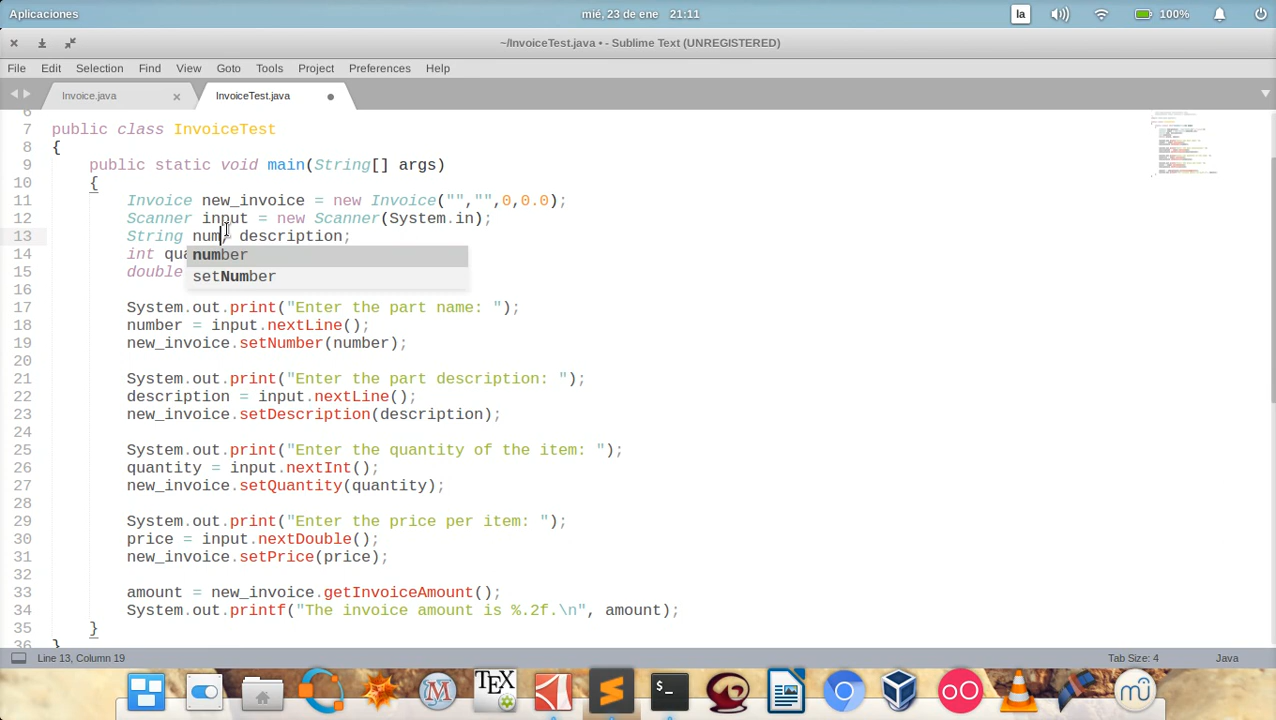 Aplicaciones mié, 23 de ene 21:11 la 100%
~/InvoiceTest.java • - Sublime Text (UNREGISTERED)
File Edit Selection Find View Goto Tools Project Preferences Help
Invoice.java InvoiceTest.java
6
7 public class InvoiceTest
8 {
9 public static void main(String[] args)
10 {
11 Invoice new_invoice = new Invoice("","",0,0.0);
12 Scanner input = new Scanner(System.in);
13 String num, description;
14 int qua number
15 double setNumber
16
17 System.out.print("Enter the part name: ");
18 number = input.nextLine();
19 new_invoice.setNumber(number);
20
21 System.out.print("Enter the part description: ");
22 description = input.nextLine();
23 new_invoice.setDescription(description);
24
25 System.out.print("Enter the quantity of the item: ");
26 quantity = input.nextInt();
27 new_invoice.setQuantity(quantity);
28
29 System.out.print("Enter the price per item: ");
30 price = input.nextDouble();
31 new_invoice.setPrice(price);
32
33 amount = new_invoice.getInvoiceAmount();
34 System.out.printf("The invoice amount is %.2f.\n", amount);
35 }
36 }
Line 13, Column 19 Tab Size: 4 Java
TEX